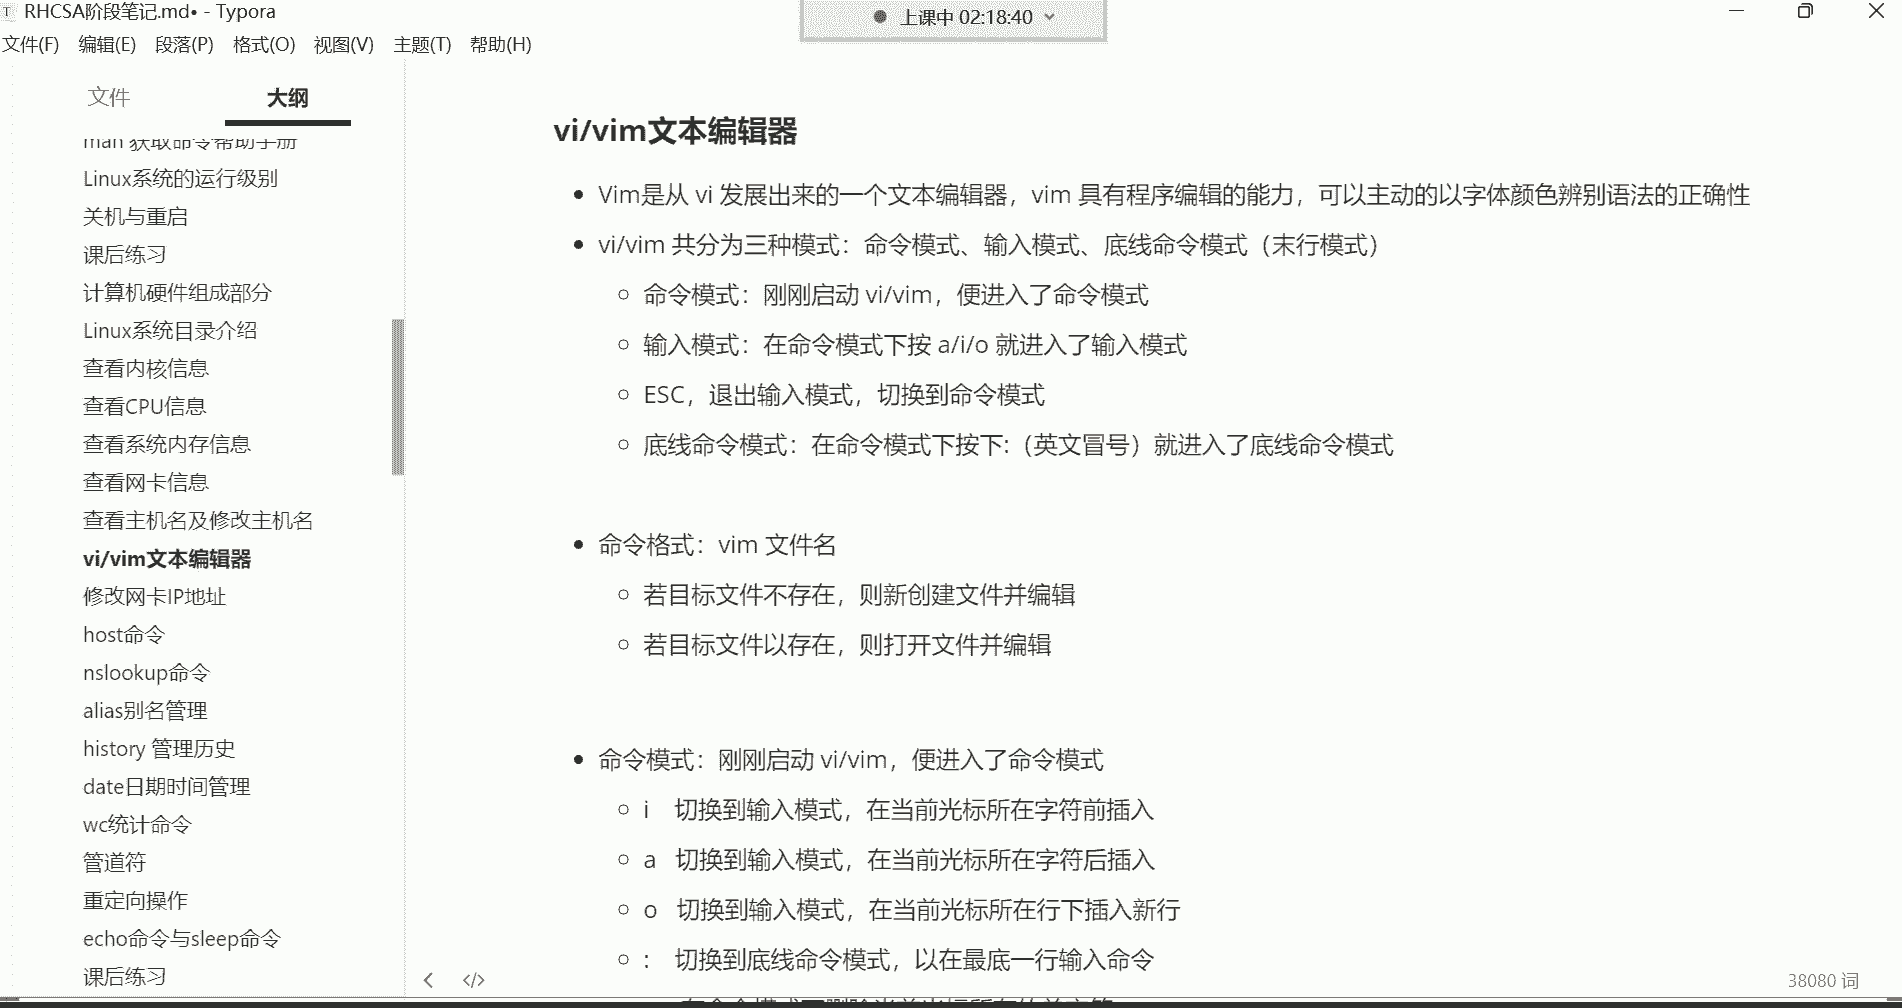 RHCSA阶段笔记.md• - Typora
上课中 02:18:40
文件(F) 编辑(E) 段落(P) 格式(O) 视图(V) 主题(T) 帮助(H)
文件 大纲
man 获取命令帮助手册
Linux系统的运行级别
关机与重启
课后练习
计算机硬件组成部分
Linux系统目录介绍
查看内核信息
查看CPU信息
查看系统内存信息
查看网卡信息
查看主机名及修改主机名
vi/vim文本编辑器
修改网卡IP地址
host命令
nslookup命令
alias别名管理
history 管理历史
date日期时间管理
wc统计命令
管道符
重定向操作
echo命令与sleep命令
课后练习
vi/vim文本编辑器
Vim是从 vi 发展出来的一个文本编辑器，vim 具有程序编辑的能力，可以主动的以字体颜色辨别语法的正确性
vi/vim 共分为三种模式：命令模式、输入模式、底线命令模式（末行模式）
命令模式：刚刚启动 vi/vim，便进入了命令模式
输入模式：在命令模式下按 a/i/o 就进入了输入模式
ESC，退出输入模式，切换到命令模式
底线命令模式：在命令模式下按下:（英文冒号）就进入了底线命令模式
命令格式：vim 文件名
若目标文件不存在，则新创建文件并编辑
若目标文件以存在，则打开文件并编辑
命令模式：刚刚启动 vi/vim，便进入了命令模式
i 切换到输入模式，在当前光标所在字符前插入
a 切换到输入模式，在当前光标所在字符后插入
o 切换到输入模式，在当前光标所在行下插入新行
: 切换到底线命令模式，以在最底一行输入命令
38080 词